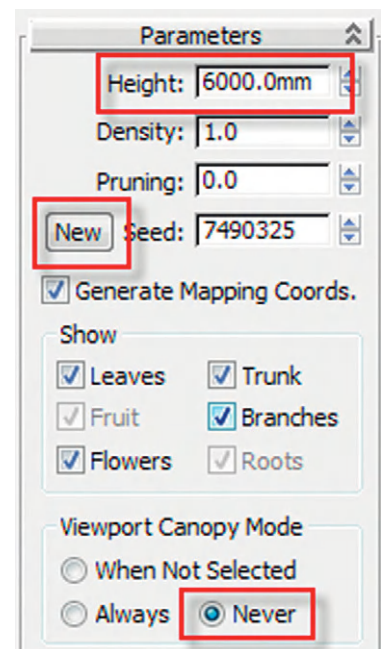 Parameters
Height: 6000.0mm
Density: 1.0
Pruning: 0.0
New Seed: 7490325
Generate Mapping Coords.
Show
Leaves Trunk
Fruit Branches
Flowers Roots
Viewport Canopy Mode
When Not Selected
Always Never